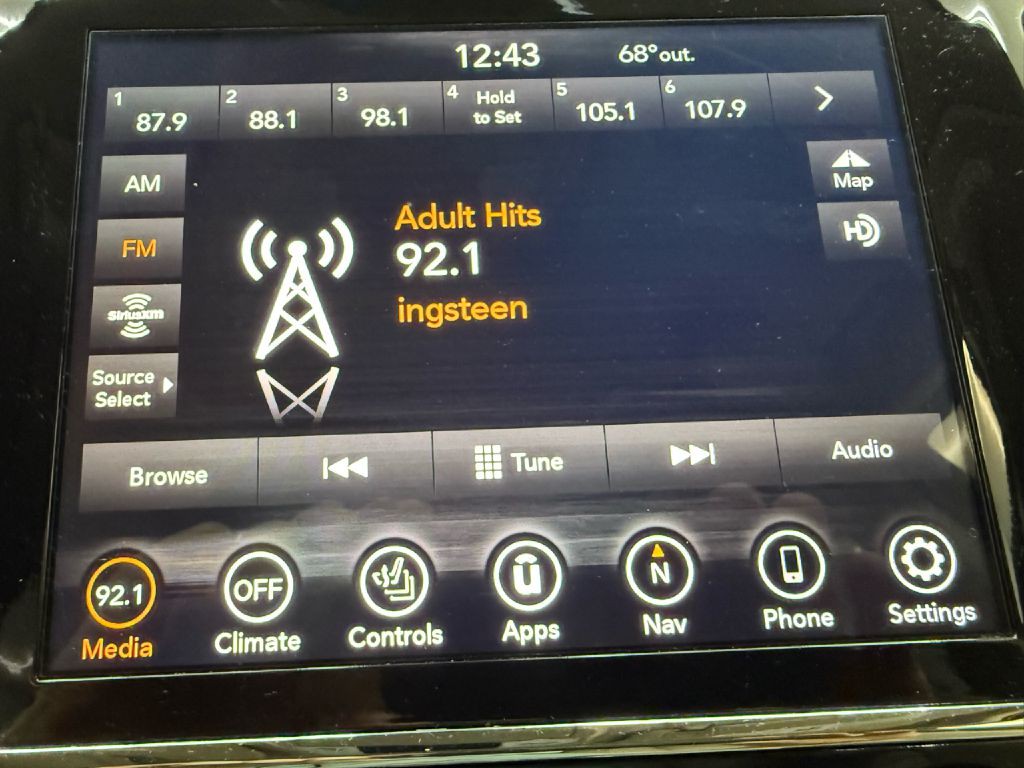 12:43 68° out.
1 87.9 2 88.1 3 98.1 4 Hold to Set 5 105.1 6 107.9 >
AM
FM
SiriusXM
Source
Select
Adult Hits
92.1
ingsteen
Map
HD
Browse Tune Audio
92.1 OFF u N
Media Climate Controls Apps Nav Phone Settings